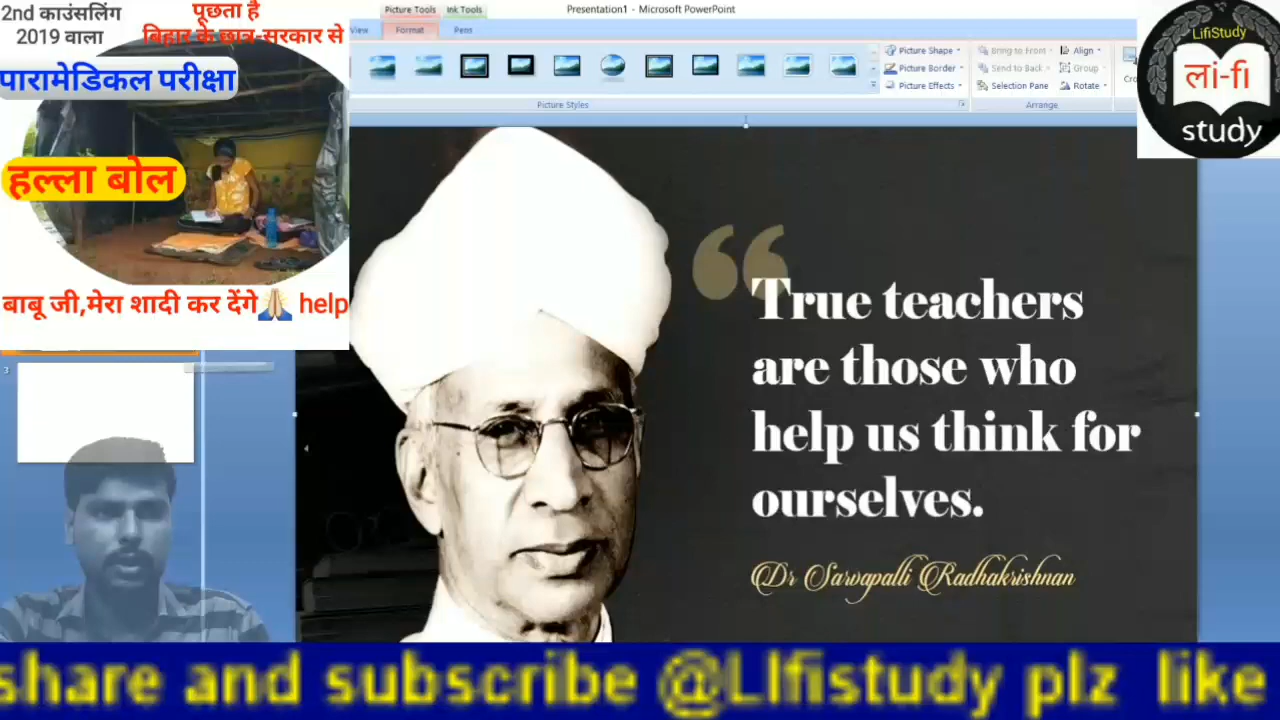 2nd काउंसलिंग
2019 वाला
पूछता है
बिहार के छात्र-सरकार से
पारामेडिकल परीक्षा
हल्ला बोल
बाबू जी,मेरा शादी कर देंगे🙏🏻 help
Presentation1 - Microsoft PowerPoint
Picture Tools Ink Tools
View Format Pens
Picture Shape
Picture Border
Picture Effects
Bring to Front
Send to Back
Selection Pane
Align
Group
Rotate
Picture Styles
Arrange
LifiStudy
लां-fi
study
3
“
True teachers
are those who
help us think for
ourselves.
Dr Sarvapalli Radhakrishnan
share and subscribe @LIfistudy plz like